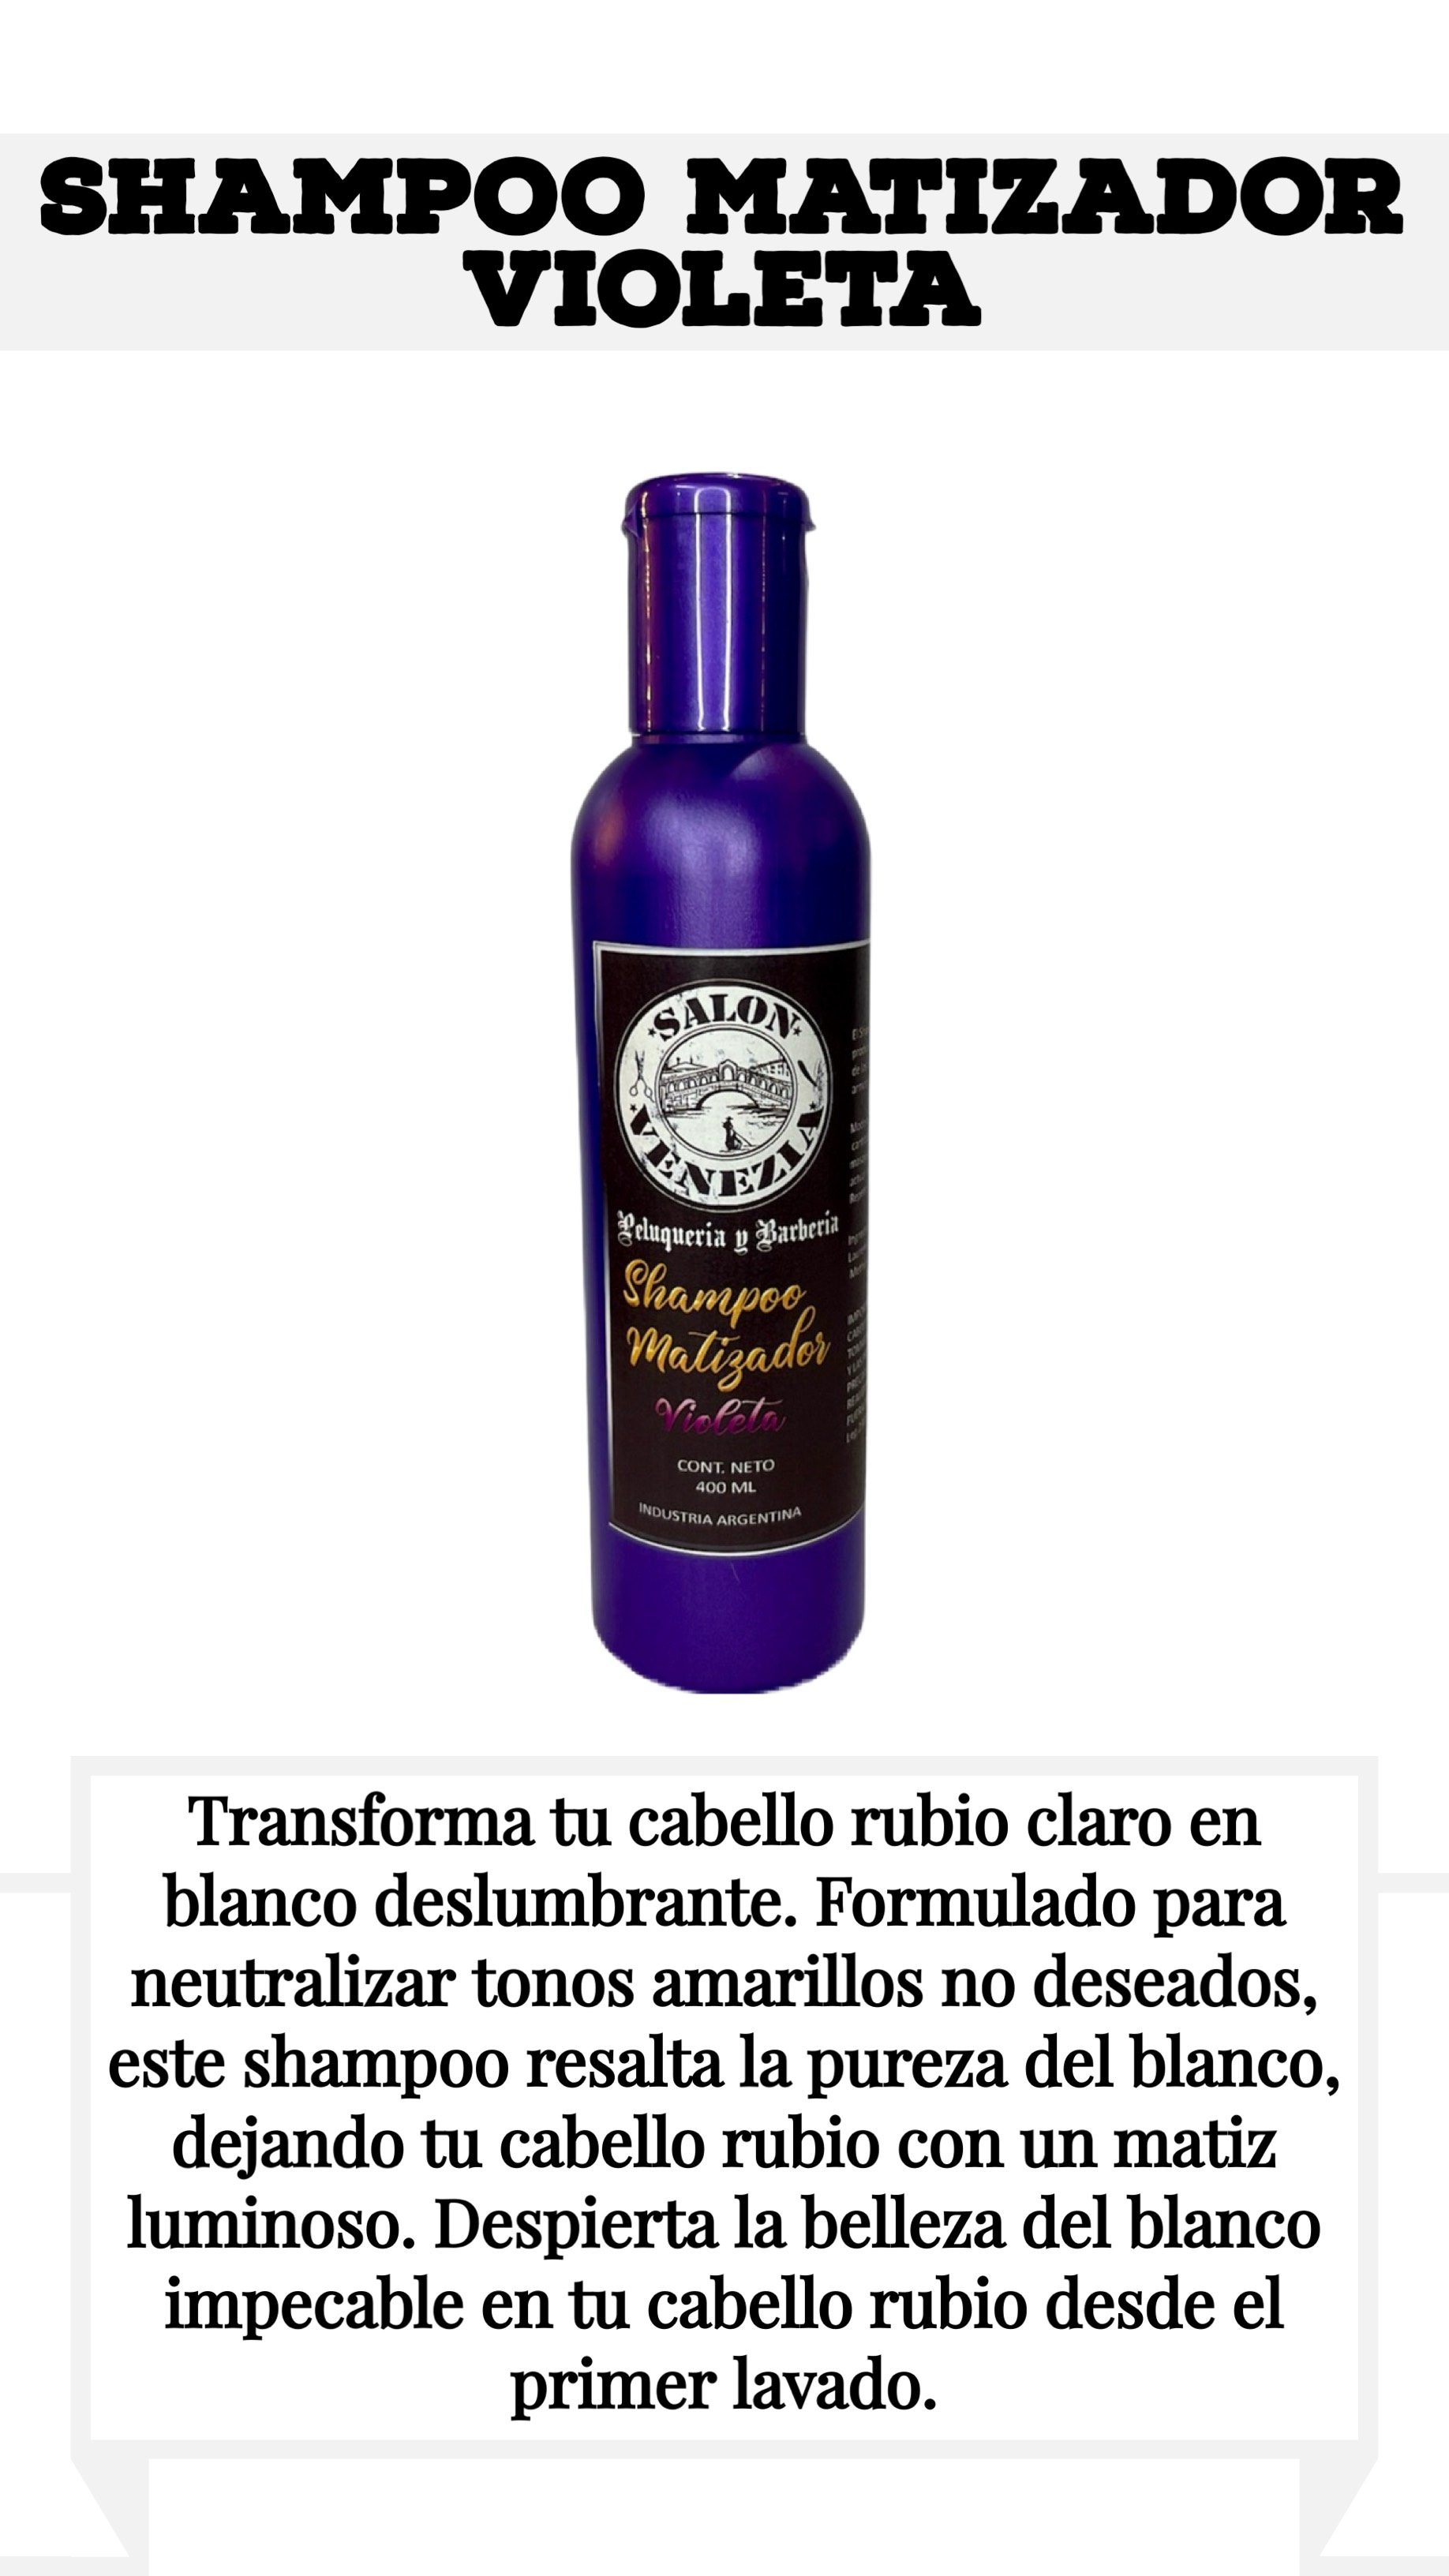 SHAMPOO MATIZADOR
VIOLETA
SALON
VENEZIA
Peluqueria y Barberia
Shampoo
Matizador
Violeta
CONT. NETO
400 ML
INDUSTRIA ARGENTINA
Transforma tu cabello rubio claro en
blanco deslumbrante. Formulado para
neutralizar tonos amarillos no deseados,
este shampoo resalta la pureza del blanco,
dejando tu cabello rubio con un matiz
luminoso. Despierta la belleza del blanco
impecable en tu cabello rubio desde el
primer lavado.